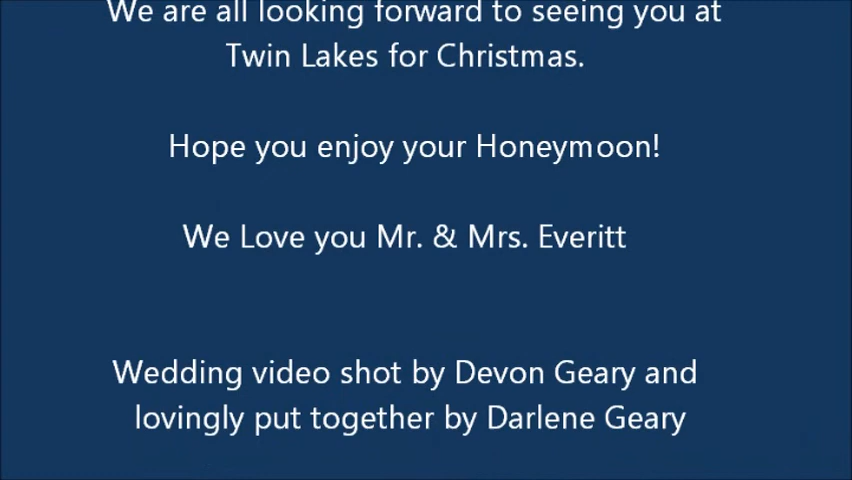 We are all looking forward to seeing you at
Twin Lakes for Christmas.
Hope you enjoy your Honeymoon!
We Love you Mr. & Mrs. Everitt
Wedding video shot by Devon Geary and
lovingly put together by Darlene Geary